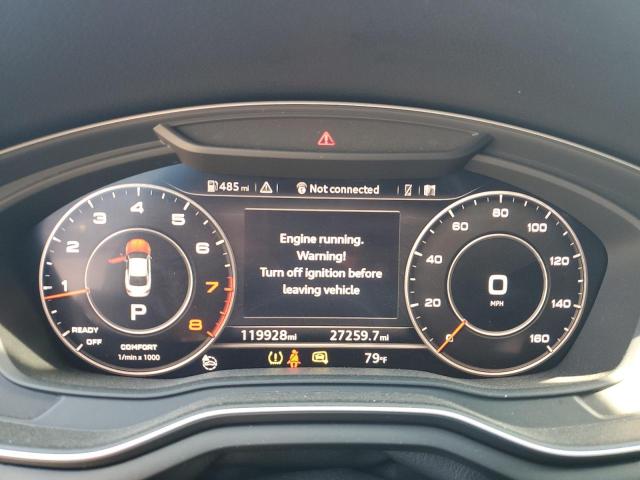 485 mi Not connected
Engine running.
Warning!
Turn off ignition before
leaving vehicle
119928mi 27259.7mi
79°F
1 2 3 4 5 6 7 8
READY
OFF
P
COMFORT
1/min x 1000
0 20 40 60 80 100 120 140 160
0
MPH